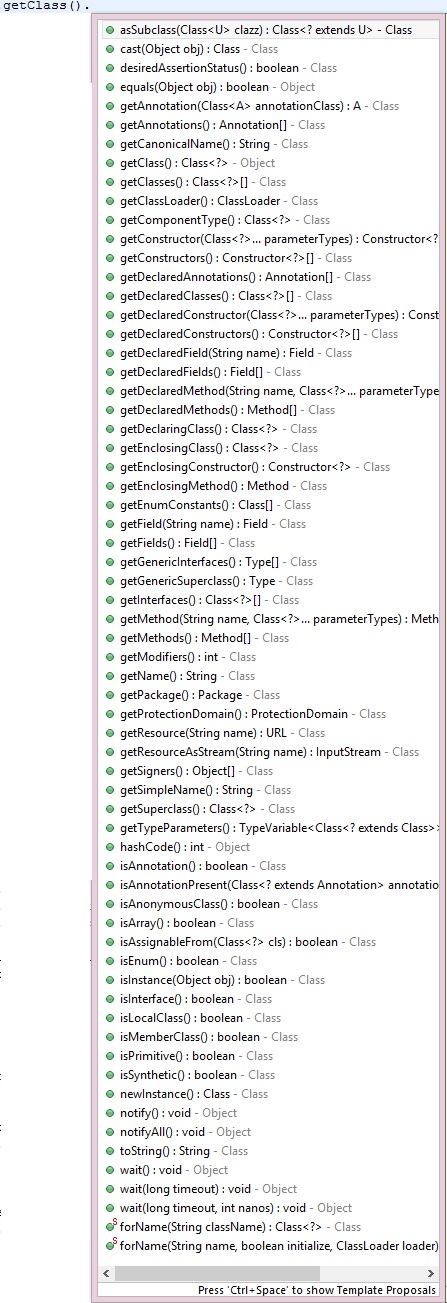 getClass().
asSubclass(Class<U> clazz) : Class<? extends U> - Class
cast(Object obj) : Class - Class
desiredAssertionStatus() : boolean - Class
equals(Object obj) : boolean - Object
getAnnotation(Class<A> annotationClass) : A - Class
getAnnotations() : Annotation[] - Class
getCanonicalName() : String - Class
getClass() : Class<?> - Object
getClasses() : Class<?>[] - Class
getClassLoader() : ClassLoader - Class
getComponentType() : Class<?> - Class
getConstructor(Class<?>... parameterTypes) : Constructor<?
getConstructors() : Constructor<?>[] - Class
getDeclaredAnnotations() : Annotation[] - Class
getDeclaredClasses() : Class<?>[] - Class
getDeclaredConstructor(Class<?>... parameterTypes) : Const
getDeclaredConstructors() : Constructor<?>[] - Class
getDeclaredField(String name) : Field - Class
getDeclaredFields() : Field[] - Class
getDeclaredMethod(String name, Class<?>... parameterType
getDeclaredMethods() : Method[] - Class
getDeclaringClass() : Class<?> - Class
getEnclosingClass() : Class<?> - Class
getEnclosingConstructor() : Constructor<?> - Class
getEnclosingMethod() : Method - Class
getEnumConstants() : Class[] - Class
getField(String name) : Field - Class
getFields() : Field[] - Class
getGenericInterfaces() : Type[] - Class
getGenericSuperclass() : Type - Class
getInterfaces() : Class<?>[] - Class
getMethod(String name, Class<?>... parameterTypes) : Meth
getMethods() : Method[] - Class
getModifiers() : int - Class
getName() : String - Class
getPackage() : Package - Class
getProtectionDomain() : ProtectionDomain - Class
getResource(String name) : URL - Class
getResourceAsStream(String name) : InputStream - Class
getSigners() : Object[] - Class
getSimpleName() : String - Class
getSuperclass() : Class<?> - Class
getTypeParameters() : TypeVariable<Class<? extends Class>>
hashCode() : int - Object
isAnnotation() : boolean - Class
isAnnotationPresent(Class<? extends Annotation> annotatio
isAnonymousClass() : boolean - Class
isArray() : boolean - Class
isAssignableFrom(Class<?> cls) : boolean - Class
isEnum() : boolean - Class
isInstance(Object obj) : boolean - Class
isInterface() : boolean - Class
isLocalClass() : boolean - Class
isMemberClass() : boolean - Class
isPrimitive() : boolean - Class
isSynthetic() : boolean - Class
newInstance() : Class - Class
notify() : void - Object
notifyAll() : void - Object
toString() : String - Class
wait() : void - Object
wait(long timeout) : void - Object
wait(long timeout, int nanos) : void - Object
S forName(String className) : Class<?> - Class
S forName(String name, boolean initialize, ClassLoader loader)
Press 'Ctrl+Space' to show Template Proposals